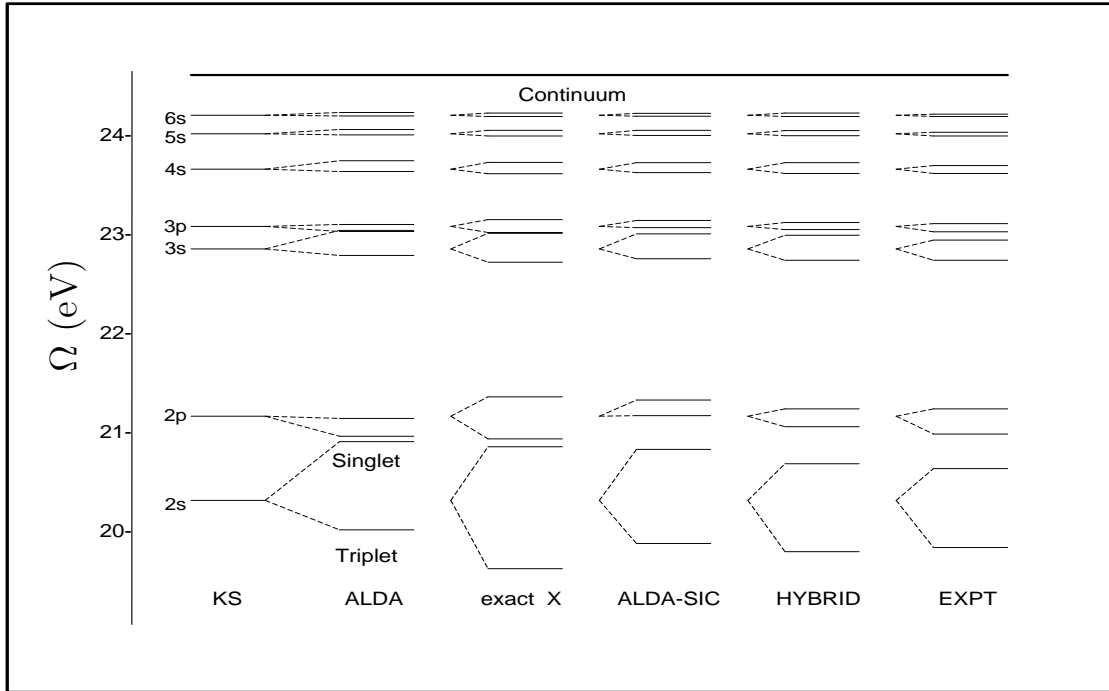 Continuum
6s
24
5s
4s
3p
23
3s
Ω (eV)
22
2p
21
Singlet
2s
20
Triplet
KS ALDA exact X ALDA-SIC HYBRID EXPT